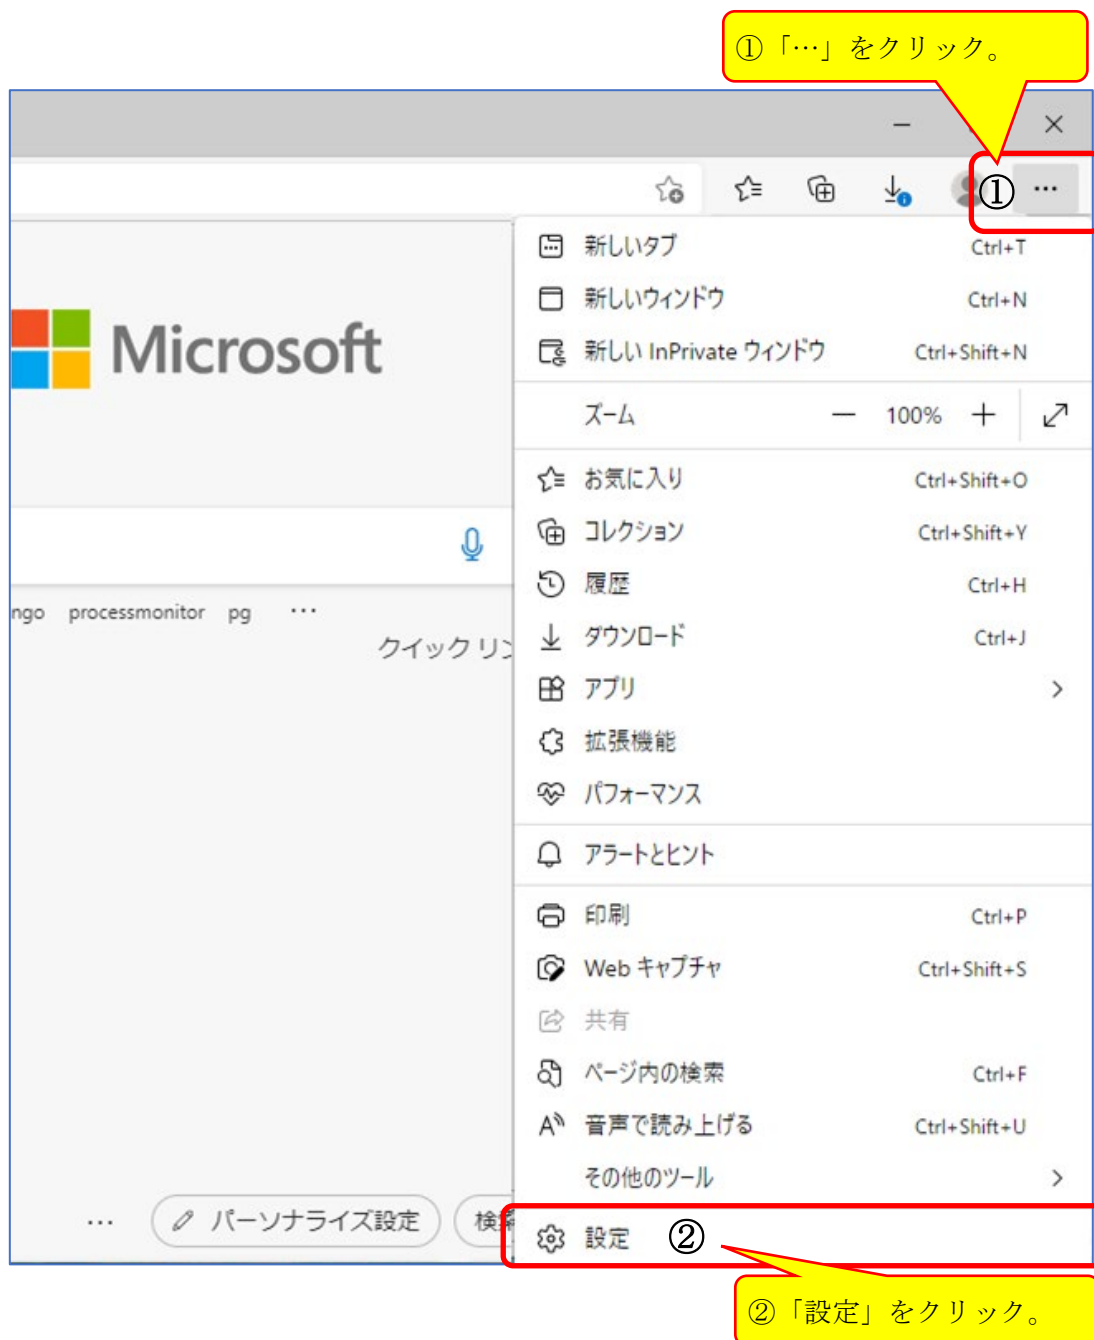 ①「…」をクリック。
①
Microsoft
新しいタブ Ctrl+T
新しいウィンドウ Ctrl+N
新しい InPrivate ウィンドウ Ctrl+Shift+N
ズーム — 100% +
お気に入り Ctrl+Shift+O
コレクション Ctrl+Shift+Y
履歴 Ctrl+H
ngo processmonitor pg ...
ダウンロード Ctrl+J
クイック リン
アプリ
拡張機能
パフォーマンス
アラートとヒント
印刷 Ctrl+P
Web キャプチャ Ctrl+Shift+S
共有
ページ内の検索 Ctrl+F
音声で読み上げる Ctrl+Shift+U
その他のツール
... パーソナライズ設定
設定 ②
②「設定」をクリック。